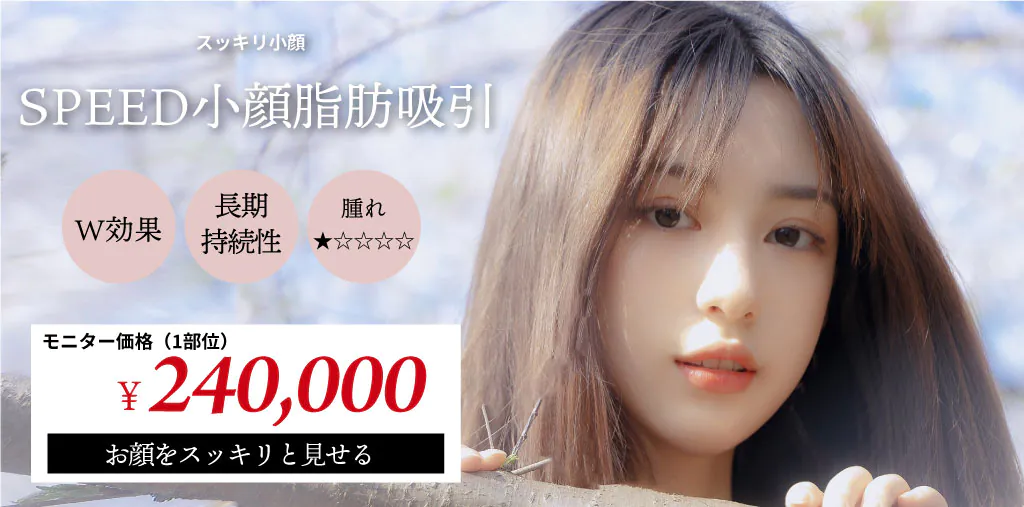 スッキリ小顔
SPEED小顔脂肪吸引
W効果
長期
持続性
腫れ
★☆☆☆☆
モニター価格（1部位）
¥240,000
お顔をスッキリと見せる